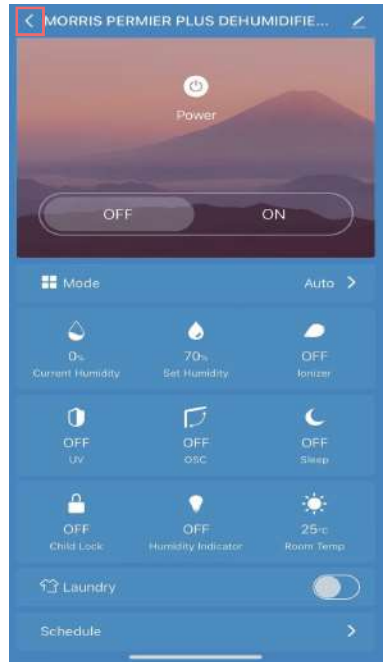 MORRIS PERMIER PLUS DEHUMIDIFIE...
Power
OFF ON
Mode Auto
0% 70% OFF
Current Humidity Set Humidity Ionizer
OFF OFF OFF
UV OSC Sleep
OFF OFF 25°C
Child Lock Humidity Indicator Room Temp
Laundry
Schedule